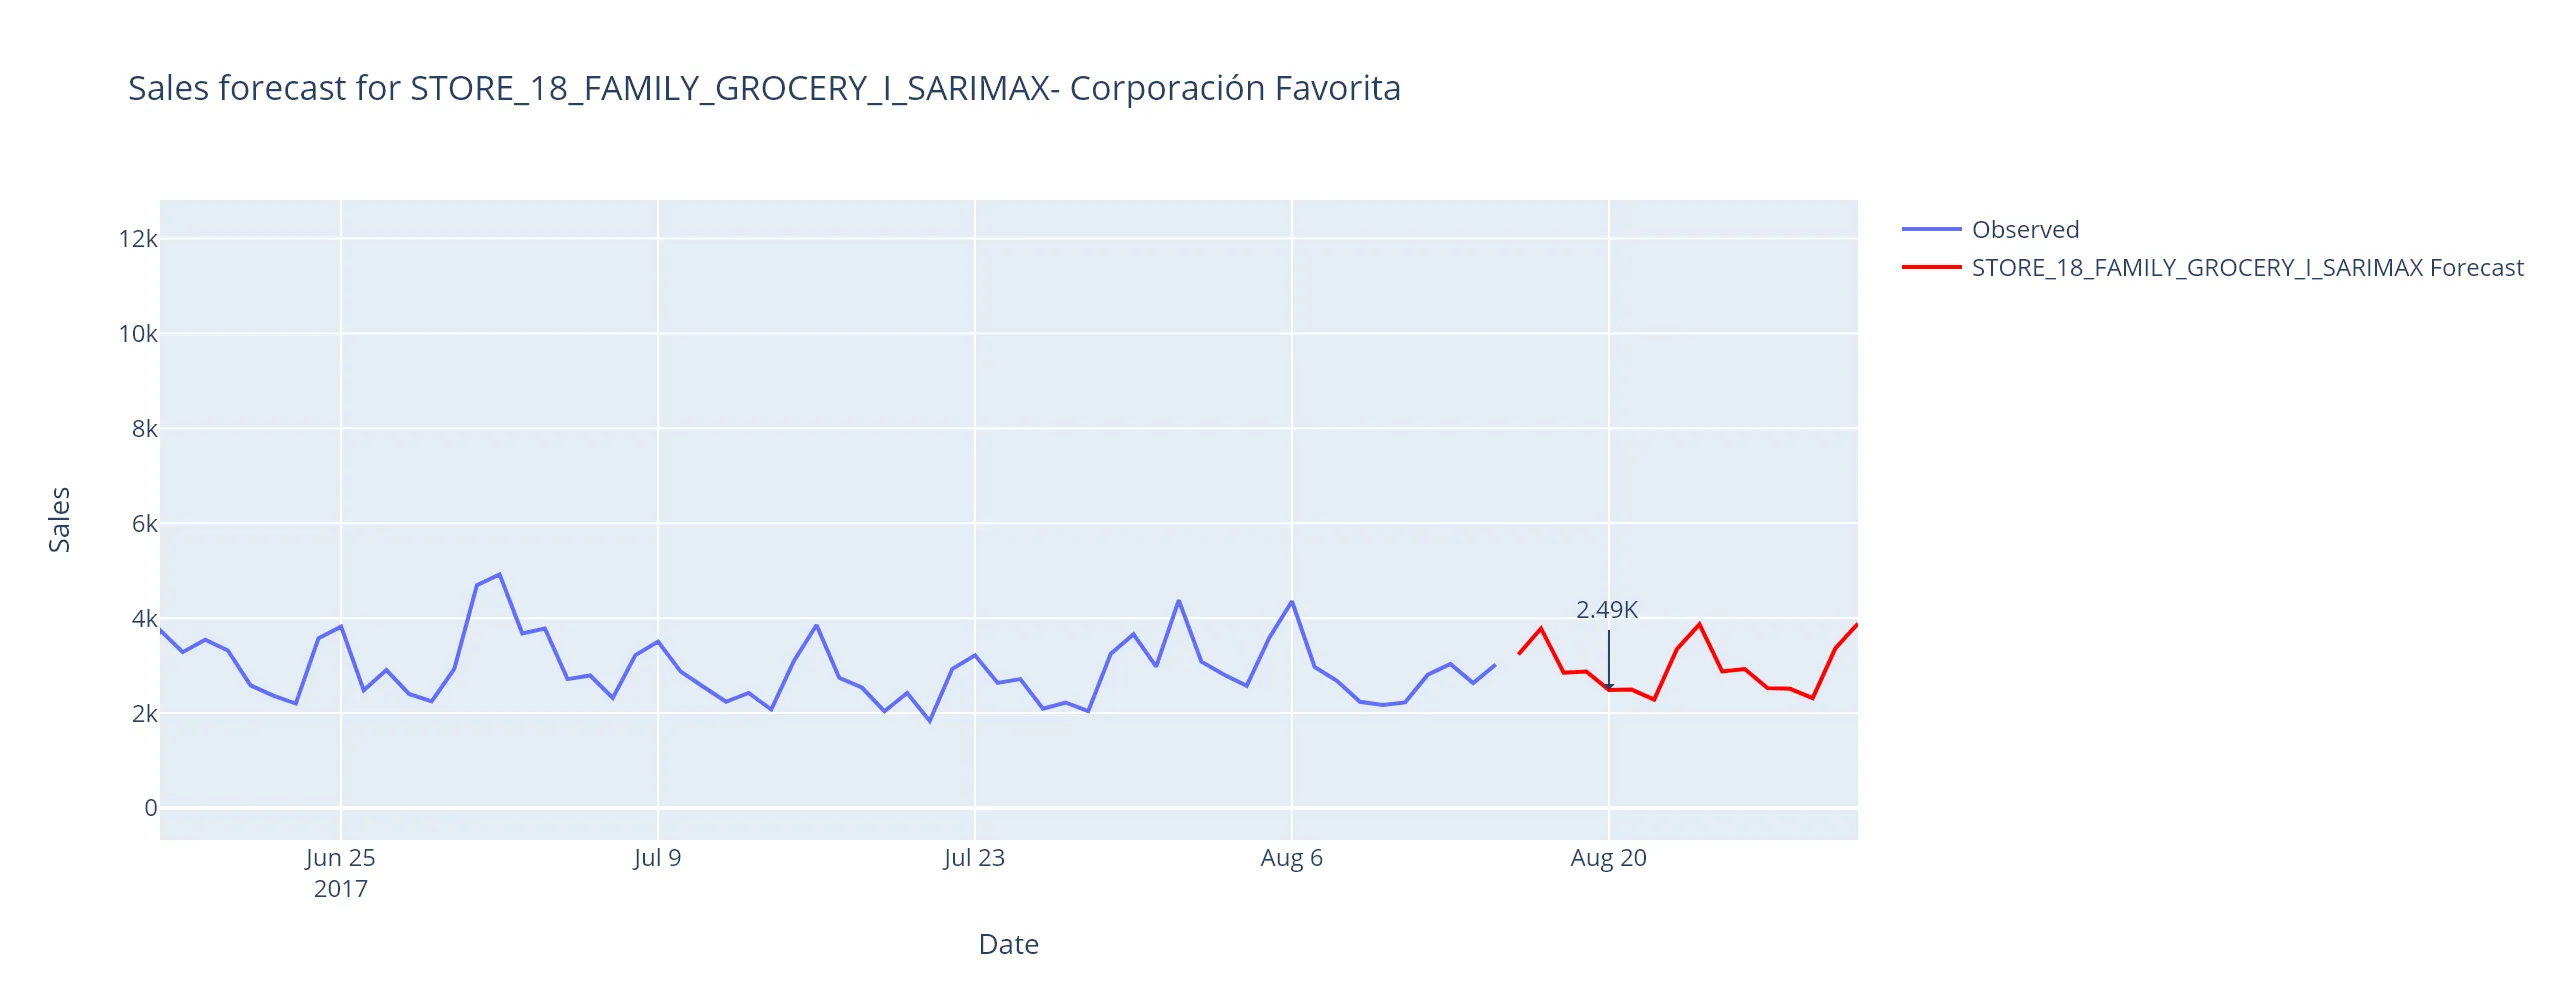 Sales forecast for STORE_18_FAMILY_GROCERY_I_SARIMAX- Corporación Favorita
Observed
STORE_18_FAMILY_GROCERY_I_SARIMAX Forecast
12k
10k
8k
6k
4k
2k
0
Sales
2.49K
Jun 25
2017
Jul 9
Jul 23
Aug 6
Aug 20
Date